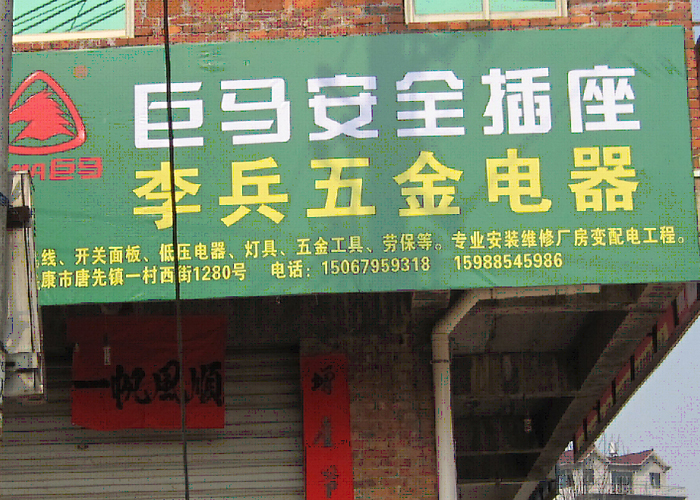 巨马安全插座
巨马
李兵五金电器
线、开关面板、低压电器、灯具、五金工具、劳保等。专业安装维修厂房变配电工程。
康市唐先镇一村西街1280号 电话：15067959318 15988545986
一帆風順